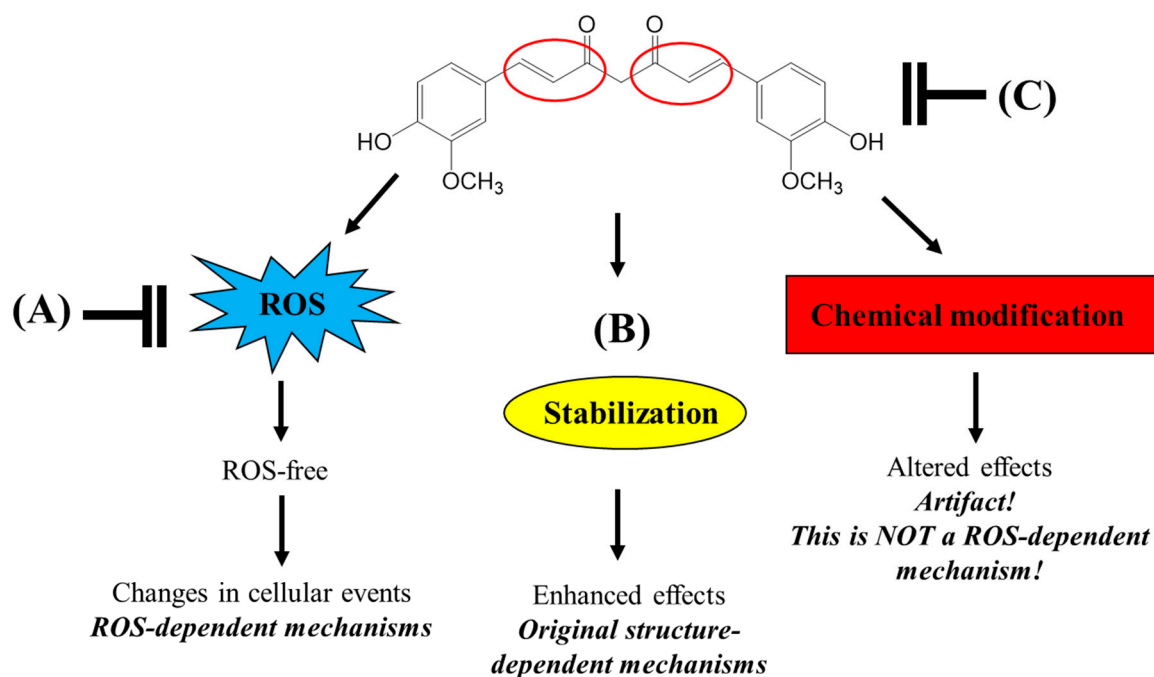 O
O
HO
OCH3
OH
OCH3
(C)
(A)
ROS
(B)
Chemical modification
Stabilization
ROS-free
Altered effects
Artifact!
This is NOT a ROS-dependent
mechanism!
Changes in cellular events
ROS-dependent mechanisms
Enhanced effects
Original structure-
dependent mechanisms